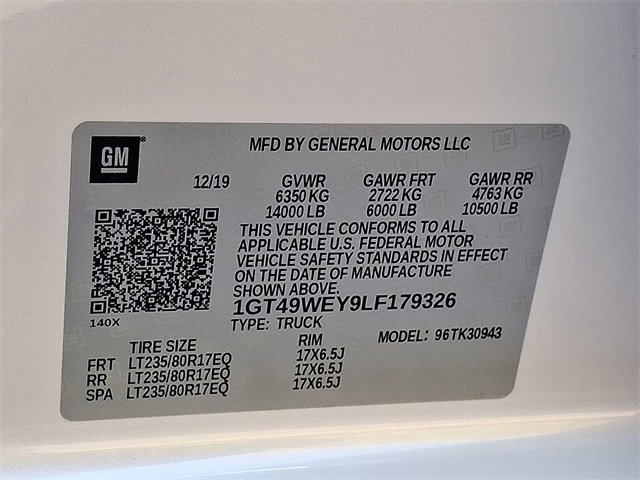 GM
MFD BY GENERAL MOTORS LLC
12/19 GVWR GAWR FRT GAWR RR
6350 KG 2722 KG 4763 KG
14000 LB 6000 LB 10500 LB
THIS VEHICLE CONFORMS TO ALL
APPLICABLE U.S. FEDERAL MOTOR
VEHICLE SAFETY STANDARDS IN EFFECT
ON THE DATE OF MANUFACTURE
SHOWN ABOVE.
1GT49WEY9LF179326
140X
TYPE: TRUCK MODEL: 96TK30943
TIRE SIZE RIM
FRT LT235/80R17EQ 17X6.5J
RR LT235/80R17EQ 17X6.5J
SPA LT235/80R17EQ 17X6.5J